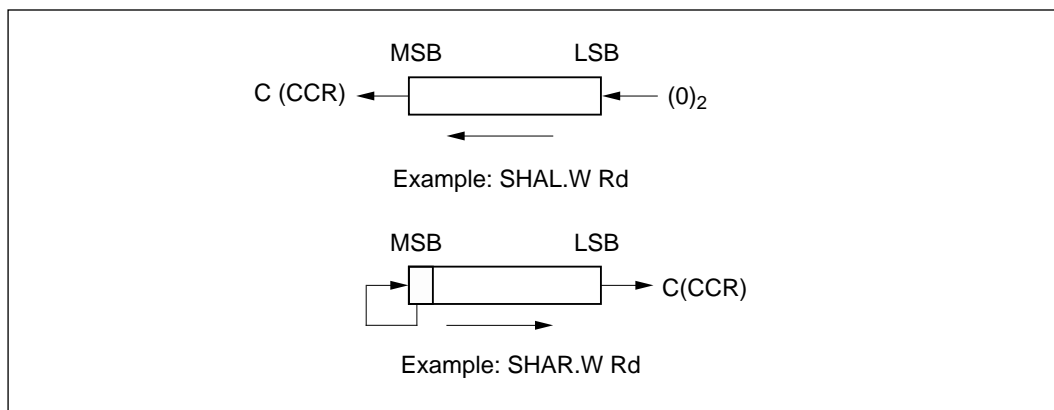 MSB LSB
C (CCR) (0)₂
Example: SHAL.W Rd
MSB LSB
C(CCR)
Example: SHAR.W Rd